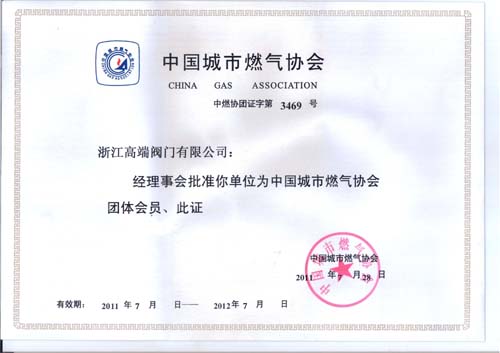 中国城市燃气协会
CHINA GAS ASSOCIATION
中燃协团证字第 3469 号
浙江高端阀门有限公司：
经理事会批准你单位为中国城市燃气协会
团体会员、此证
中国城市燃气协会
2011 年 7 月 28 日
有效期： 2011 年 7 月 日—— 2012 年 7 月 日